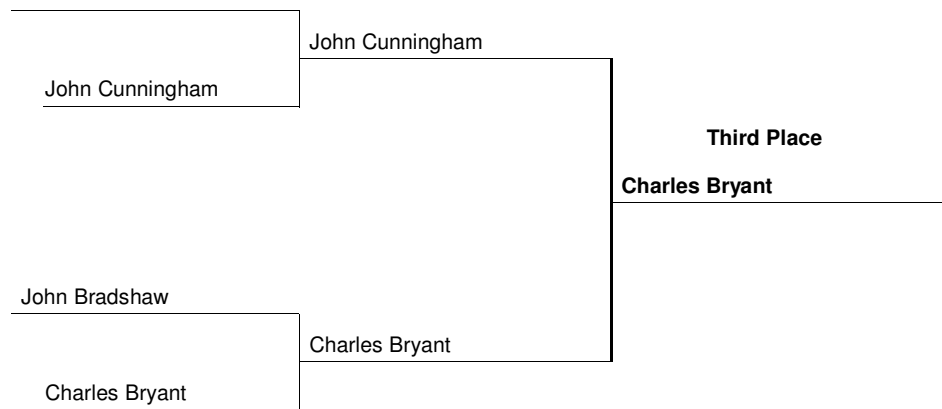 John Cunningham
John Cunningham
Third Place
Charles Bryant
John Bradshaw
Charles Bryant
Charles Bryant